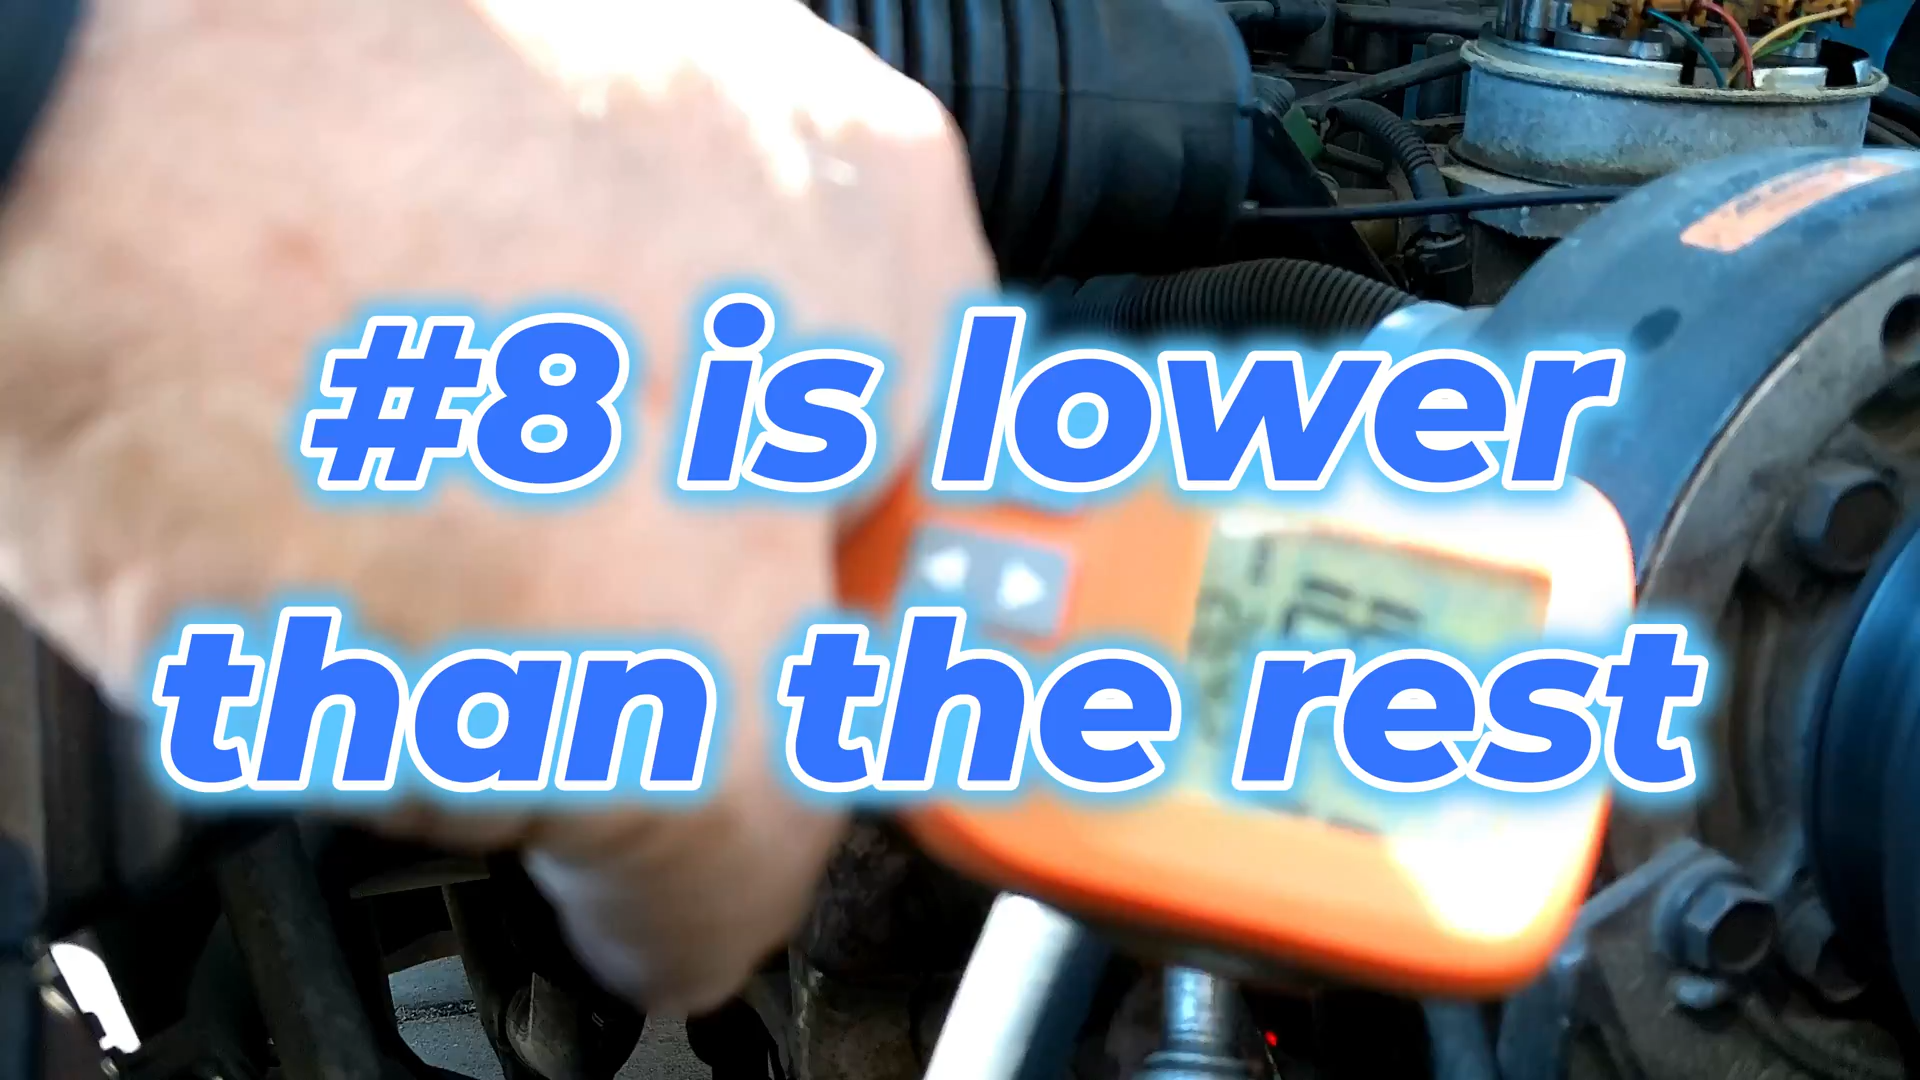 #8 is lower
than the rest